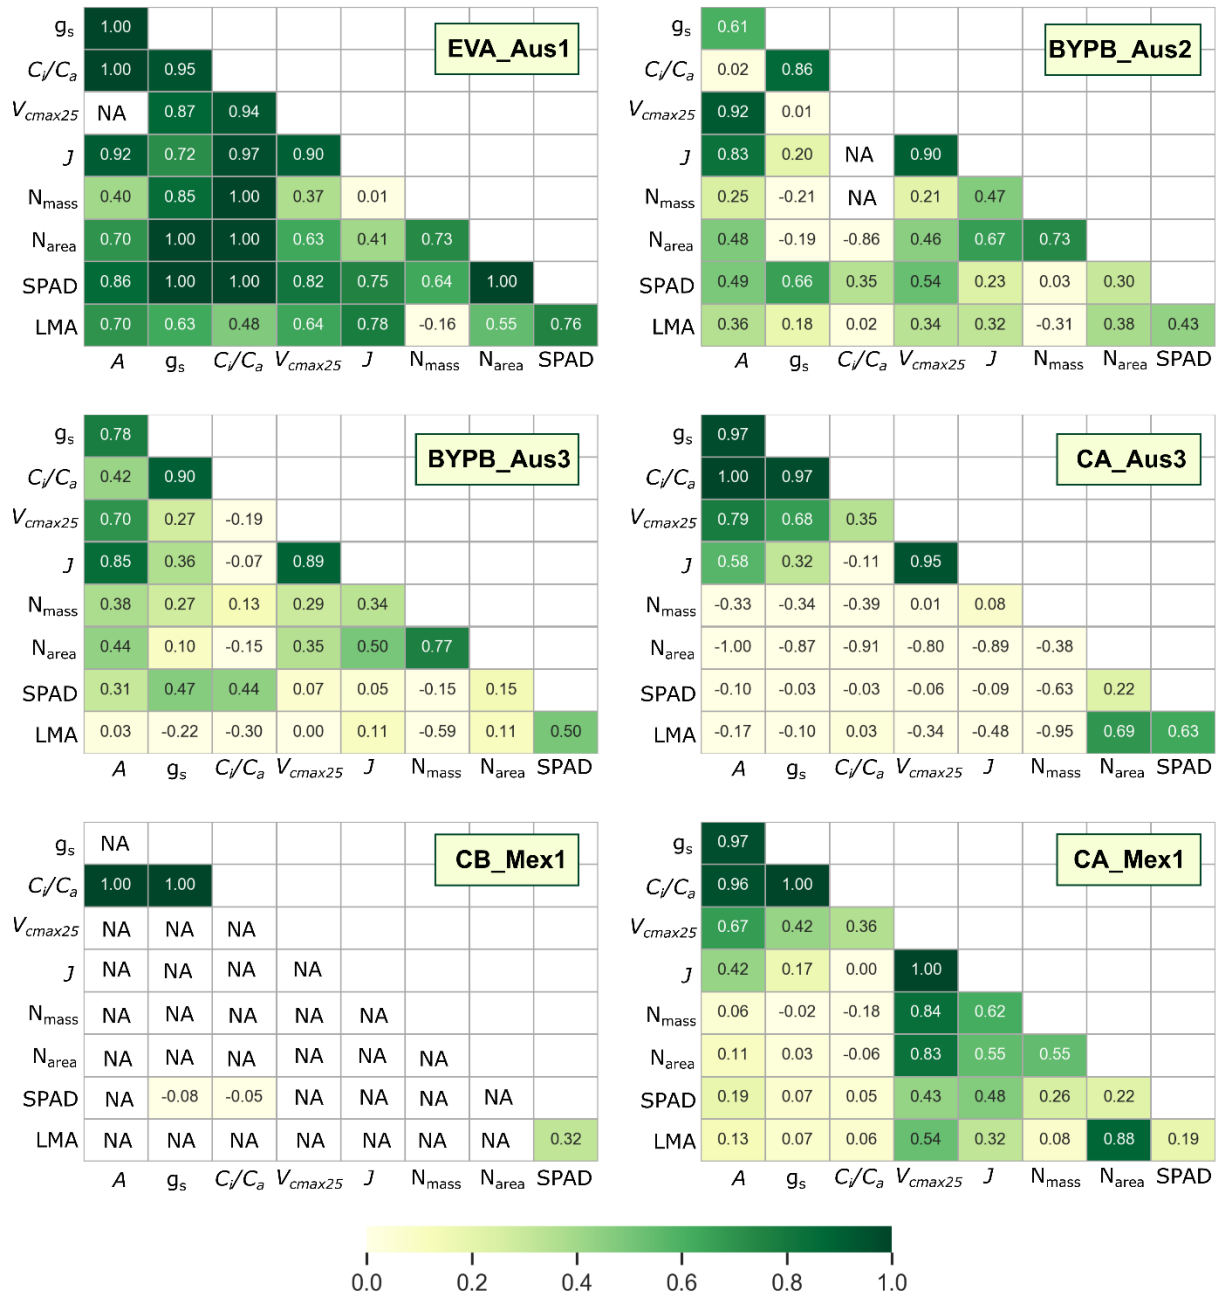 EVA_Aus1
gs 1.00
Ci/Ca 1.00 0.95
Vcmax25 NA 0.87 0.94
J 0.92 0.72 0.97 0.90
Nmass 0.40 0.85 1.00 0.37 0.01
Narea 0.70 1.00 1.00 0.63 0.41 0.73
SPAD 0.86 1.00 1.00 0.82 0.75 0.64 1.00
LMA 0.70 0.63 0.48 0.64 0.78 -0.16 0.55 0.76
A gs Ci/Ca Vcmax25 J Nmass Narea SPAD
BYPB_Aus2
gs 0.61
Ci/Ca 0.02 0.86
Vcmax25 0.92 0.01
J 0.83 0.20 NA 0.90
Nmass 0.25 -0.21 NA 0.21 0.47
Narea 0.48 -0.19 -0.86 0.46 0.67 0.73
SPAD 0.49 0.66 0.35 0.54 0.23 0.03 0.30
LMA 0.36 0.18 0.02 0.34 0.32 -0.31 0.38 0.43
A gs Ci/Ca Vcmax25 J Nmass Narea SPAD
BYPB_Aus3
gs 0.78
Ci/Ca 0.42 0.90
Vcmax25 0.70 0.27 -0.19
J 0.85 0.36 -0.07 0.89
Nmass 0.38 0.27 0.13 0.29 0.34
Narea 0.44 0.10 -0.15 0.35 0.50 0.77
SPAD 0.31 0.47 0.44 0.07 0.05 -0.15 0.15
LMA 0.03 -0.22 -0.30 0.00 0.11 -0.59 0.11 0.50
A gs Ci/Ca Vcmax25 J Nmass Narea SPAD
CA_Aus3
gs 0.97
Ci/Ca 1.00 0.97
Vcmax25 0.79 0.68 0.35
J 0.58 0.32 -0.11 0.95
Nmass -0.33 -0.34 -0.39 0.01 0.08
Narea -1.00 -0.87 -0.91 -0.80 -0.89 -0.38
SPAD -0.10 -0.03 -0.03 -0.06 -0.09 -0.63 0.22
LMA -0.17 -0.10 0.03 -0.34 -0.48 -0.95 0.69 0.63
A gs Ci/Ca Vcmax25 J Nmass Narea SPAD
CB_Mex1
gs NA
Ci/Ca 1.00 1.00
Vcmax25 NA NA NA
J NA NA NA NA
Nmass NA NA NA NA NA
Narea NA NA NA NA NA NA
SPAD NA -0.08 -0.05 NA NA NA NA
LMA NA NA NA NA NA NA NA 0.32
A gs Ci/Ca Vcmax25 J Nmass Narea SPAD
CA_Mex1
gs 0.97
Ci/Ca 0.96 1.00
Vcmax25 0.67 0.42 0.36
J 0.42 0.17 0.00 1.00
Nmass 0.06 -0.02 -0.18 0.84 0.62
Narea 0.11 0.03 -0.06 0.83 0.55 0.55
SPAD 0.19 0.07 0.05 0.43 0.48 0.26 0.22
LMA 0.13 0.07 0.06 0.54 0.32 0.08 0.88 0.19
A gs Ci/Ca Vcmax25 J Nmass Narea SPAD
0.0 0.2 0.4 0.6 0.8 1.0